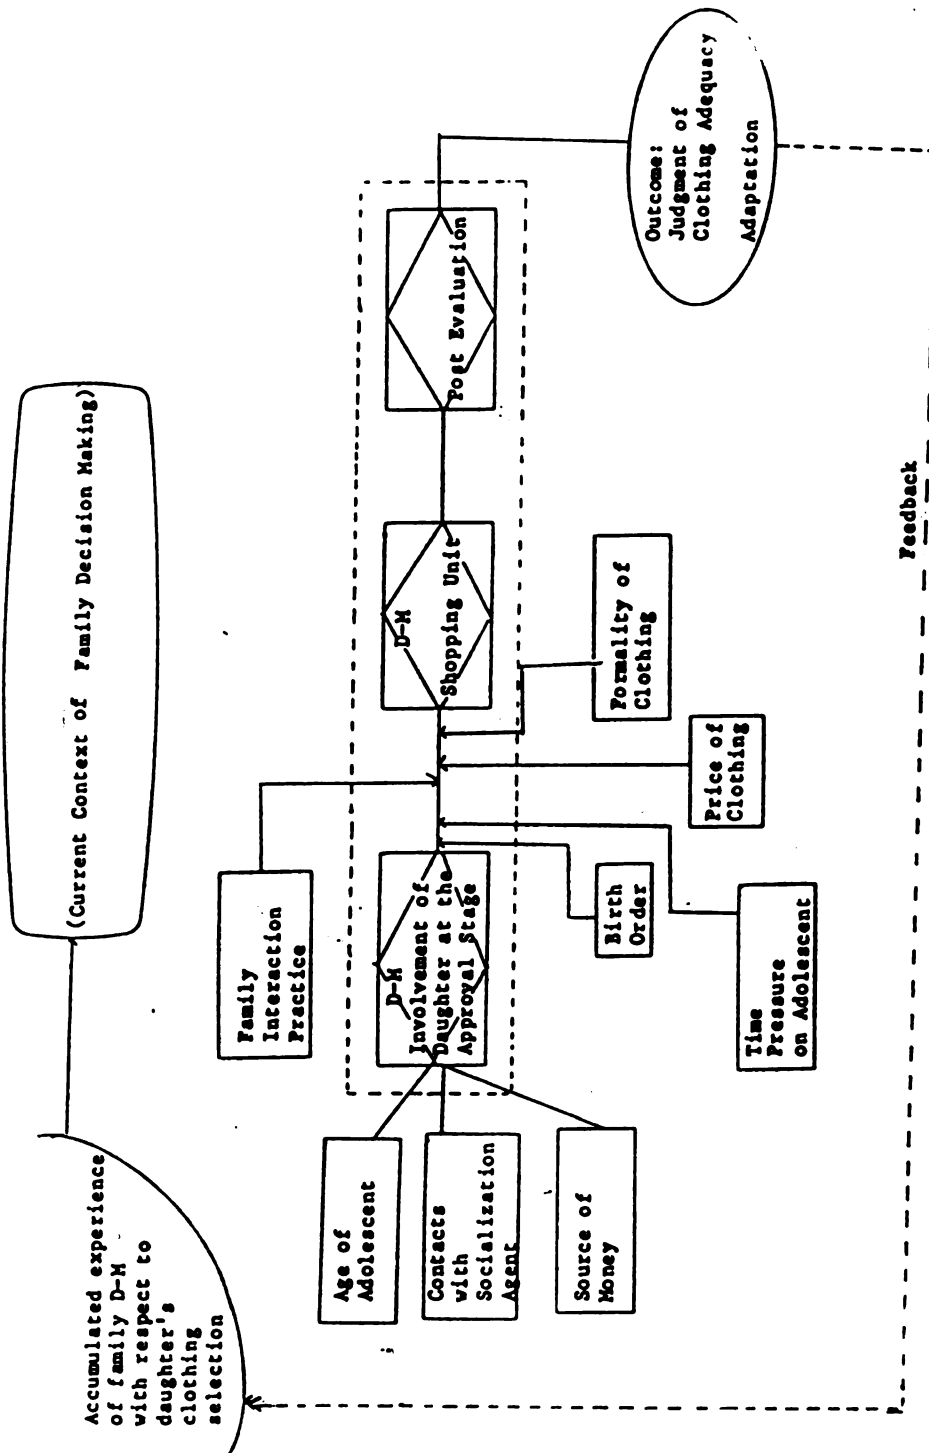 Accumulated experience
of family D-M
with respect to
daughter's
clothing
selection
(Current Context of Family Decision Making)
Age of
Adolescent
Contacts
with
Socialization
Agent
Source of
Money
Family
Interaction
Practice
D-M
Involvement of
Daughter at the
Approval Stage
Birth
Order
Time
Pressure
on Adolescent
Price of
Clothing
Formality of
Clothing
D-M
Shopping Unit
Post Evaluation
Outcome:
Judgment of
Clothing Adequacy
Adaptation
Feedback